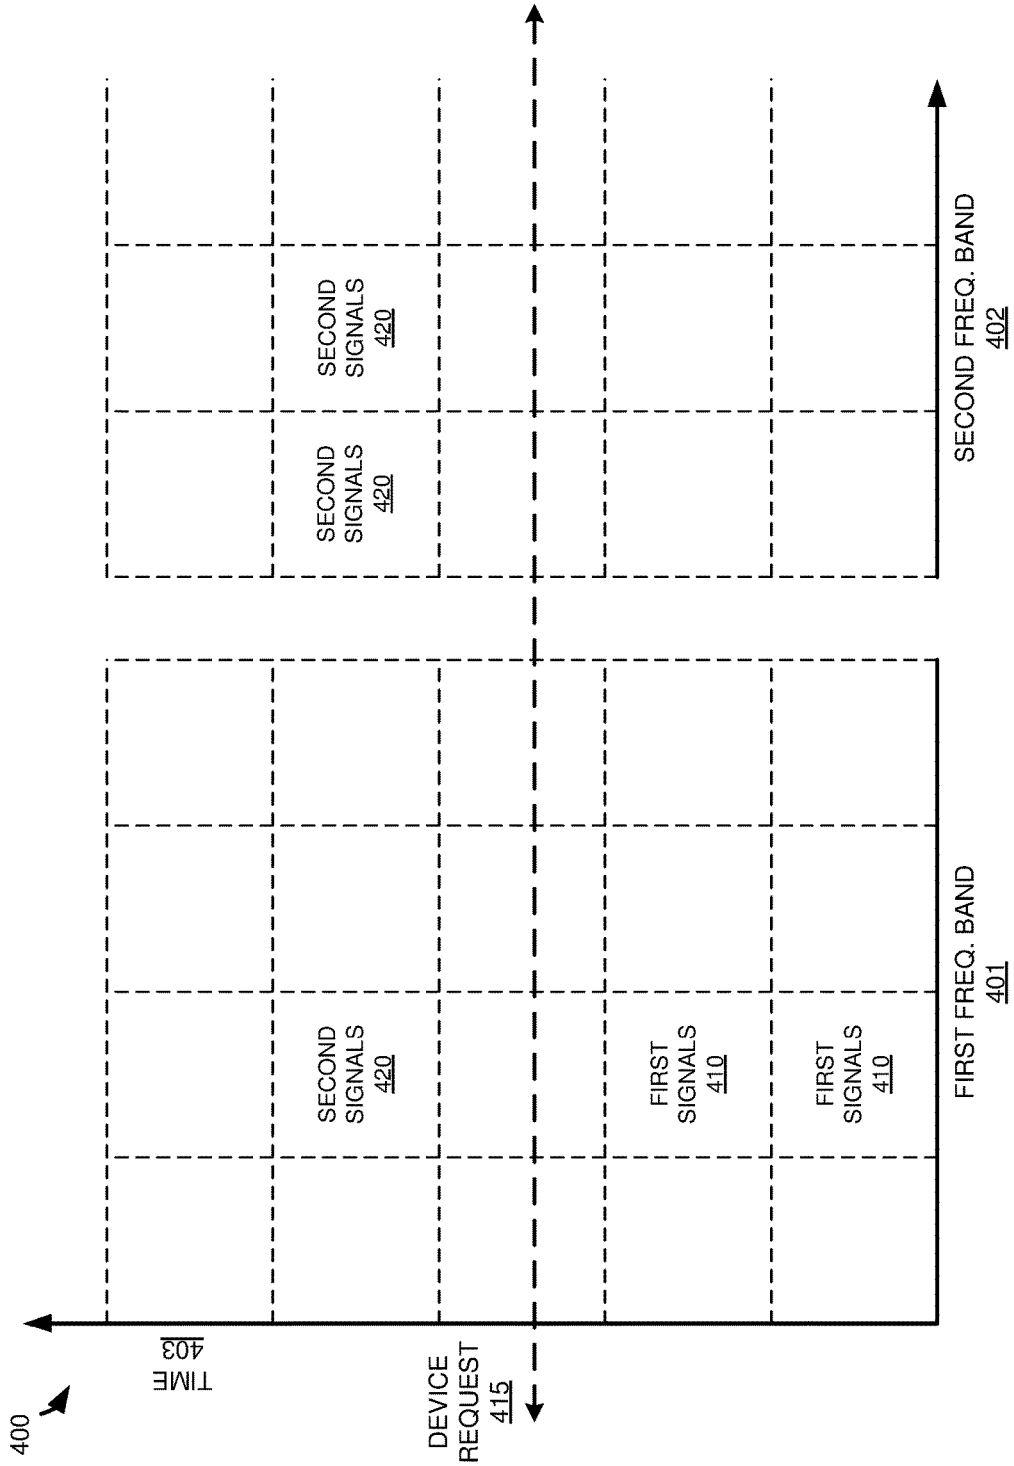 400
TIME
403
SECOND
SIGNALS
420
SECOND
SIGNALS
420
SECOND
SIGNALS
420
DEVICE
REQUEST
415
FIRST
SIGNALS
410
FIRST
SIGNALS
410
FIRST FREQ. BAND
401
SECOND FREQ. BAND
402